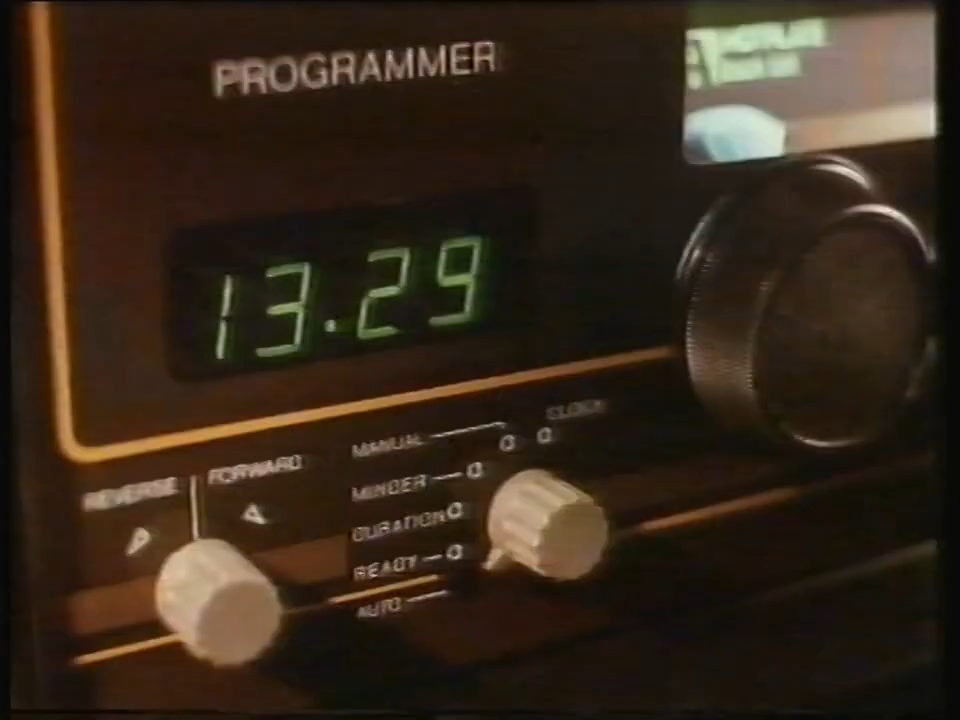 PROGRAMMER
13.29
REVERSE FORWARD
MANUAL
CLOCK
MINDER
DURATION
READY
AUTO